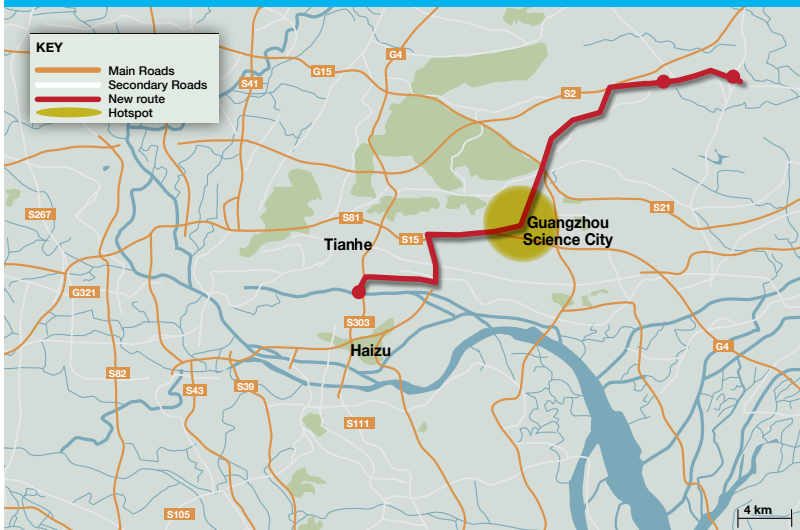 KEY
Main Roads
Secondary Roads
New route
Hotspot
G4
G15
S41
S2
S267
S81
S21
S15
Guangzhou
Science City
Tianhe
G321
S303
Haizu
G4
S82
S43
S39
S111
S105
4 km